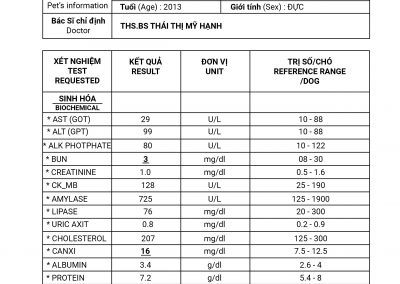 Pet's information Tuổi (Age) : 2013 Giới tính (Sex) : ĐỰC
Bác Sĩ chỉ định
Doctor THS.BS THÁI THỊ MỸ HẠNH
XÉT NGHIỆM KẾT QUẢ ĐƠN VỊ TRỊ SỐ/CHÓ
TEST RESULT UNIT REFERENCE RANGE
REQUESTED /DOG
SINH HÓA
BIOCHEMICAL
* AST (GOT) 29 U/L 10 - 88
* ALT (GPT) 99 U/L 10 - 88
* ALK PHOTPHATE 80 U/L 10 - 122
* BUN 3 mg/dl 08 - 30
* CREATININE 1.0 mg/dl 0.5 - 1.6
* CK_MB 128 U/L 25 - 190
* AMYLASE 725 U/L 125 - 1900
* LIPASE 76 mg/dl 20 - 300
* URIC AXIT 0.8 mg/dl 0.2 - 0.9
* CHOLESTEROL 207 mg/dl 125 - 300
* CANXI 16 mg/dl 7.5 - 12.5
* ALBUMIN 3.4 g/dl 2.6 - 4
* PROTEIN 7.2 g/dl 5.4 - 8